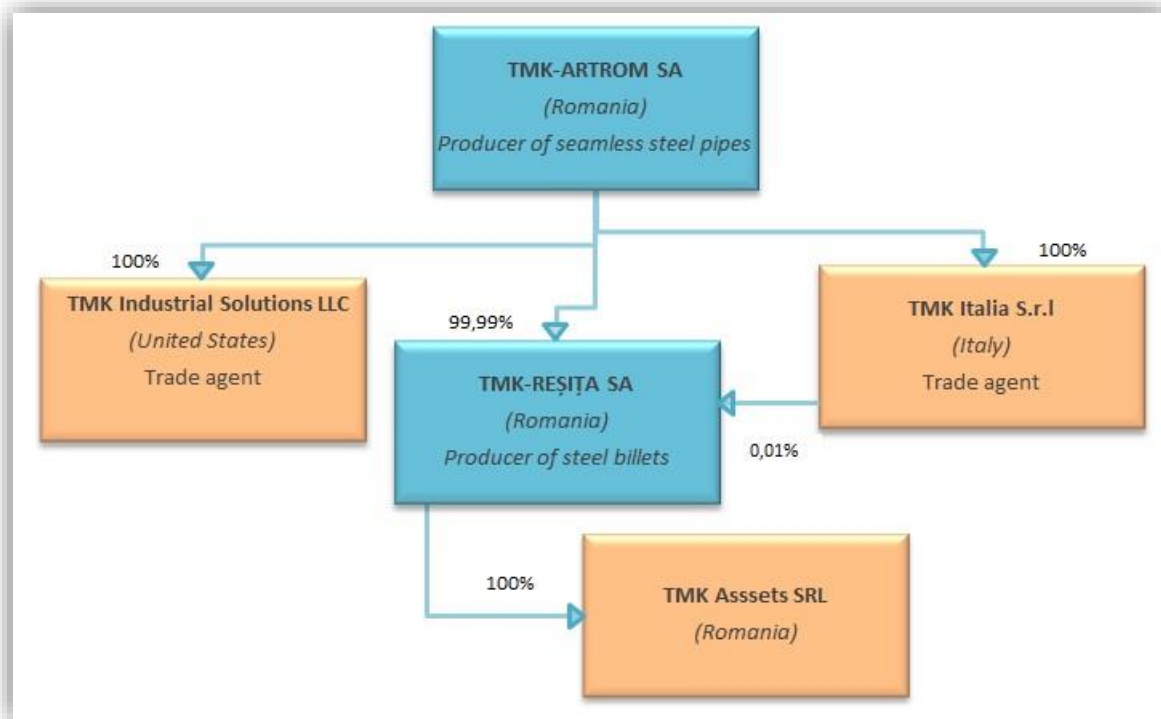 TMK-ARTROM SA
(Romania)
Producer of seamless steel pipes
100%
100%
TMK Industrial Solutions LLC
(United States)
Trade agent
TMK Italia S.r.l
(Italy)
Trade agent
99,99%
TMK-REȘIȚA SA
(Romania)
Producer of steel billets
0,01%
100%
TMK Asssets SRL
(Romania)